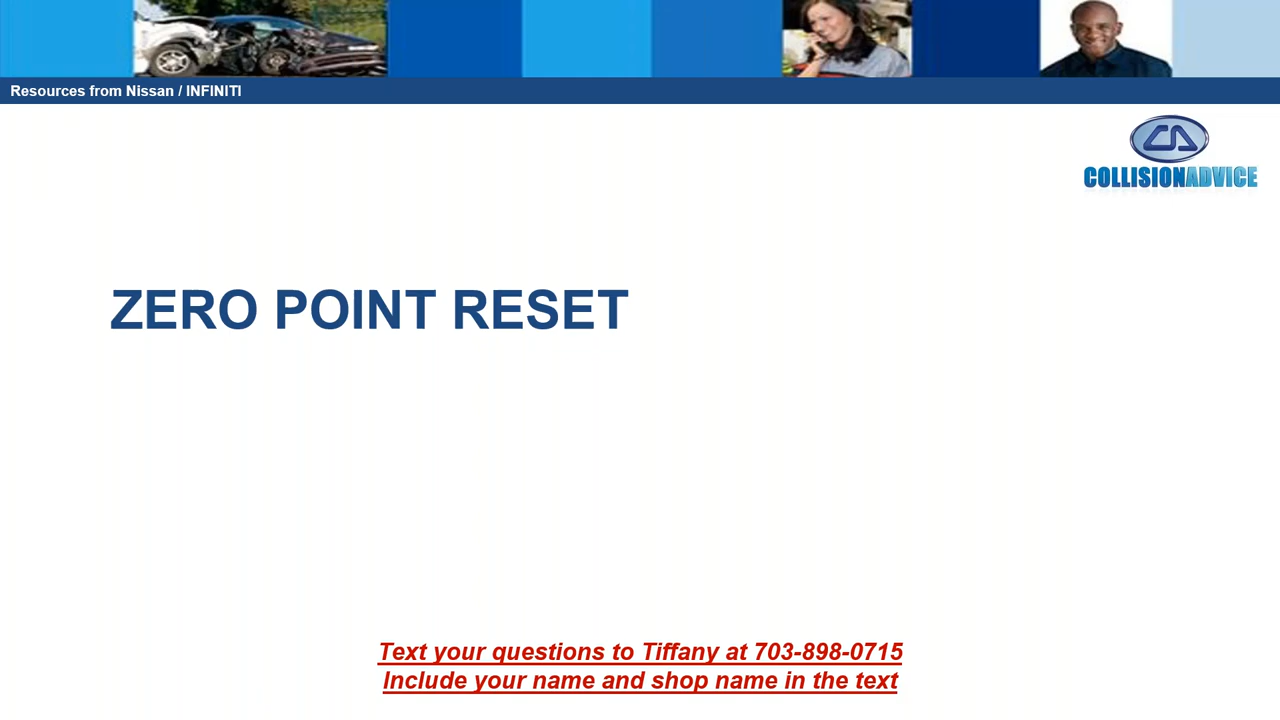 Resources from Nissan / INFINITI
CA
COLLISIONADVICE
ZERO POINT RESET
Text your questions to Tiffany at 703-898-0715
Include your name and shop name in the text